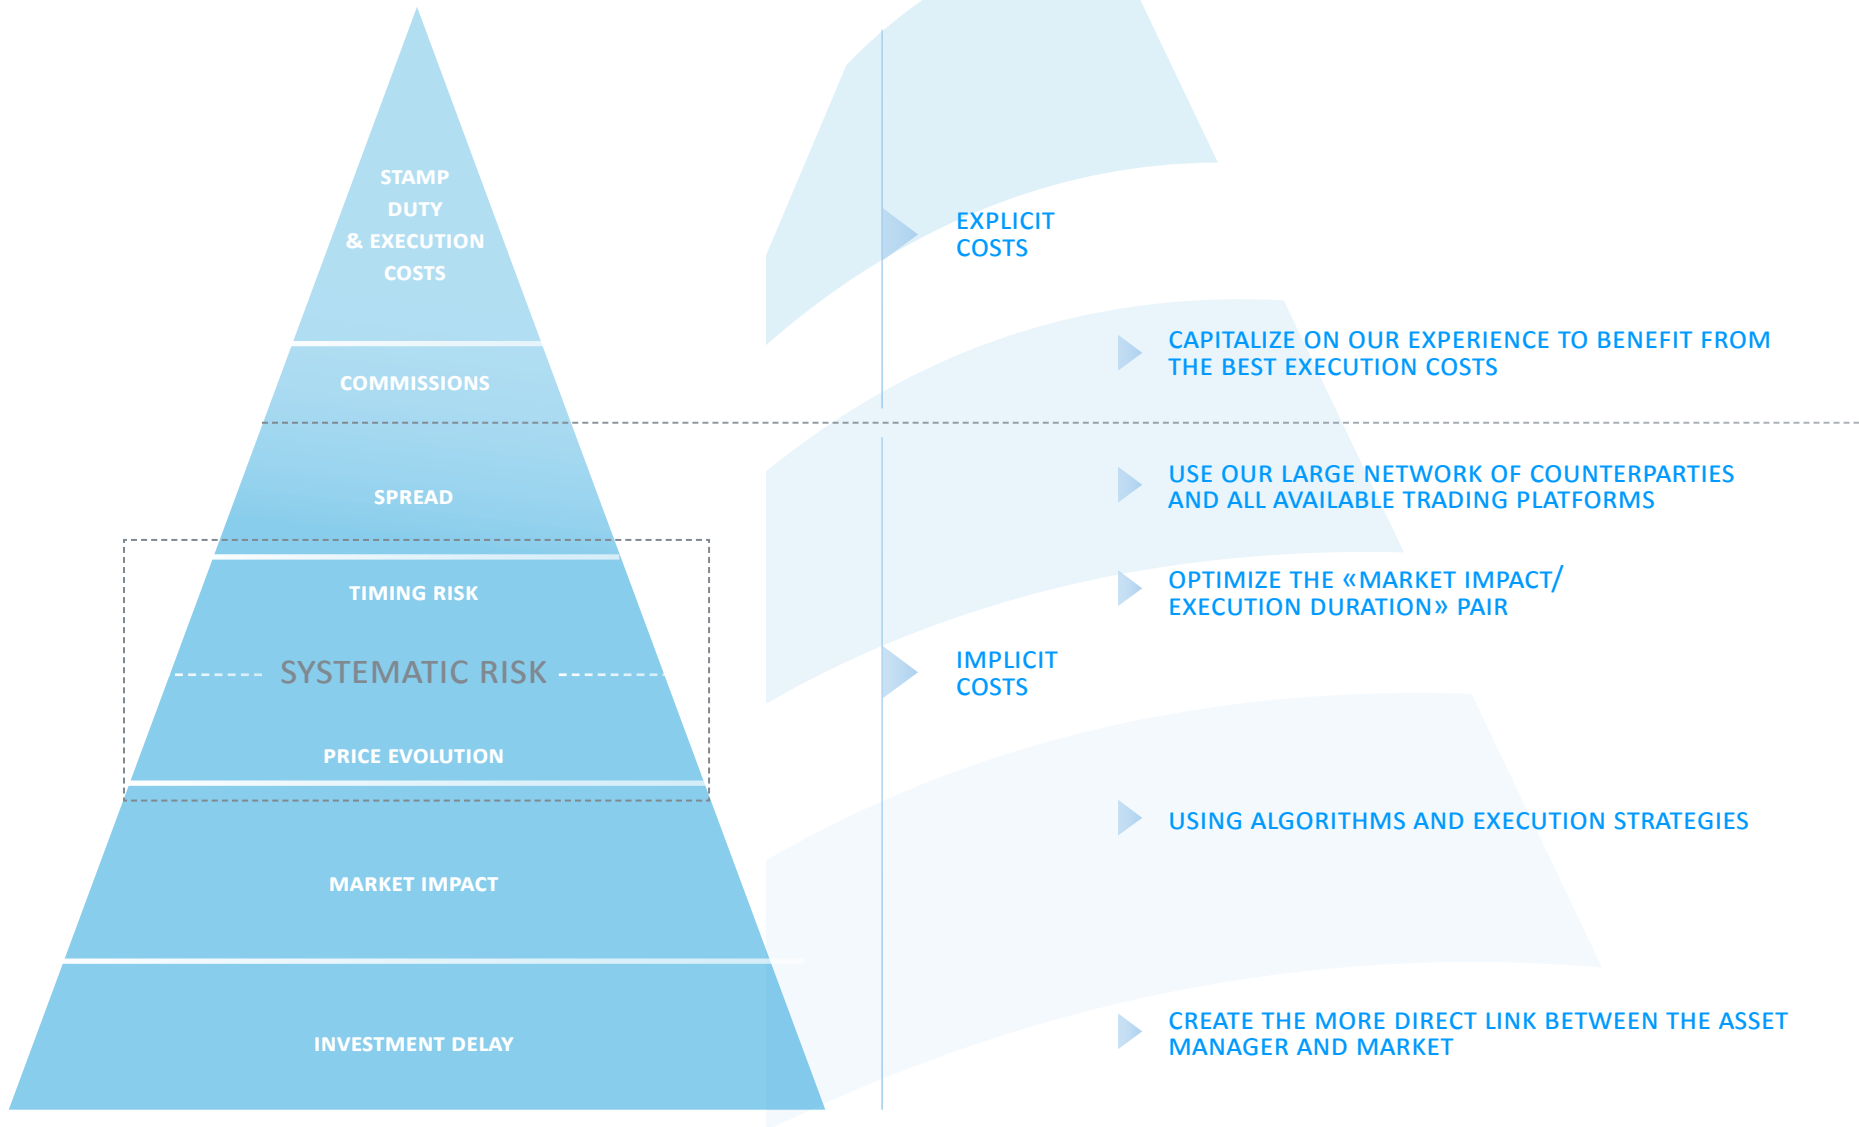 STAMP
DUTY
& EXECUTION
COSTS
COMMISSIONS
SPREAD
TIMING RISK
SYSTEMATIC RISK
PRICE EVOLUTION
MARKET IMPACT
INVESTMENT DELAY
EXPLICIT
COSTS
IMPLICIT
COSTS
CAPITALIZE ON OUR EXPERIENCE TO BENEFIT FROM
THE BEST EXECUTION COSTS
USE OUR LARGE NETWORK OF COUNTERPARTIES
AND ALL AVAILABLE TRADING PLATFORMS
OPTIMIZE THE «MARKET IMPACT/
EXECUTION DURATION» PAIR
USING ALGORITHMS AND EXECUTION STRATEGIES
CREATE THE MORE DIRECT LINK BETWEEN THE ASSET
MANAGER AND MARKET